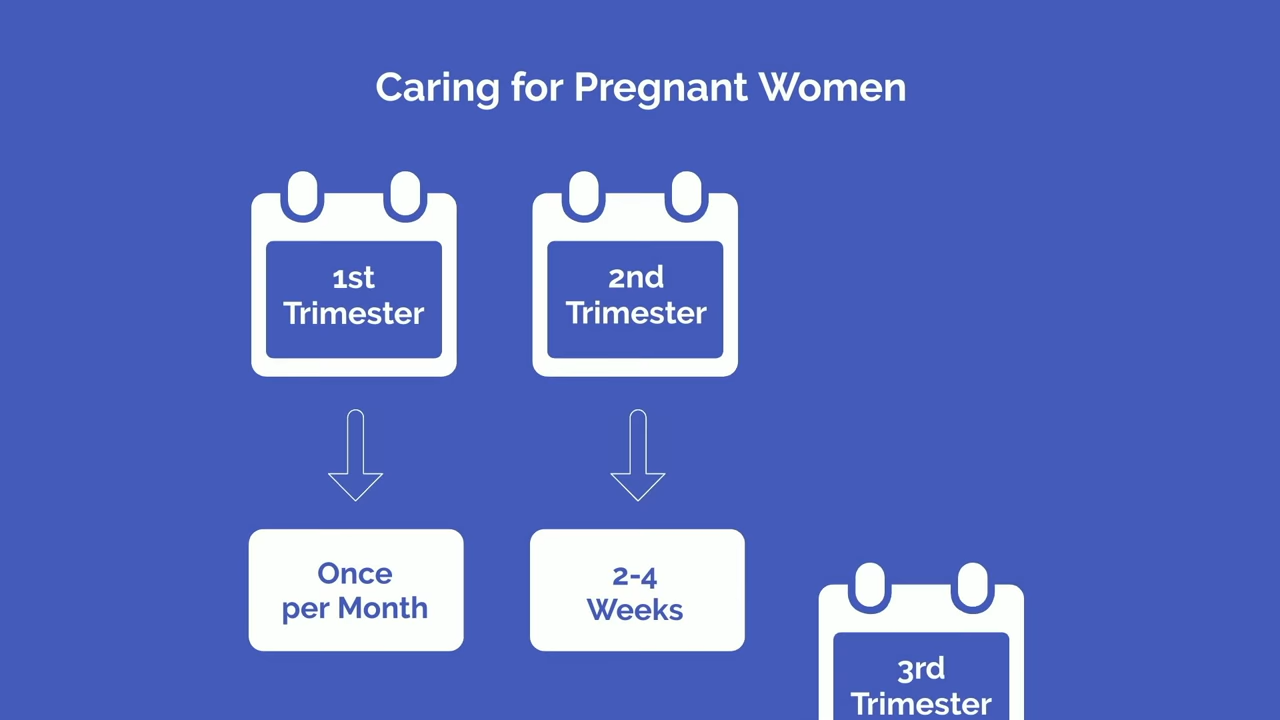 Caring for Pregnant Women
1st
Trimester
2nd
Trimester
Once
per Month
2-4
Weeks
3rd
Trimester